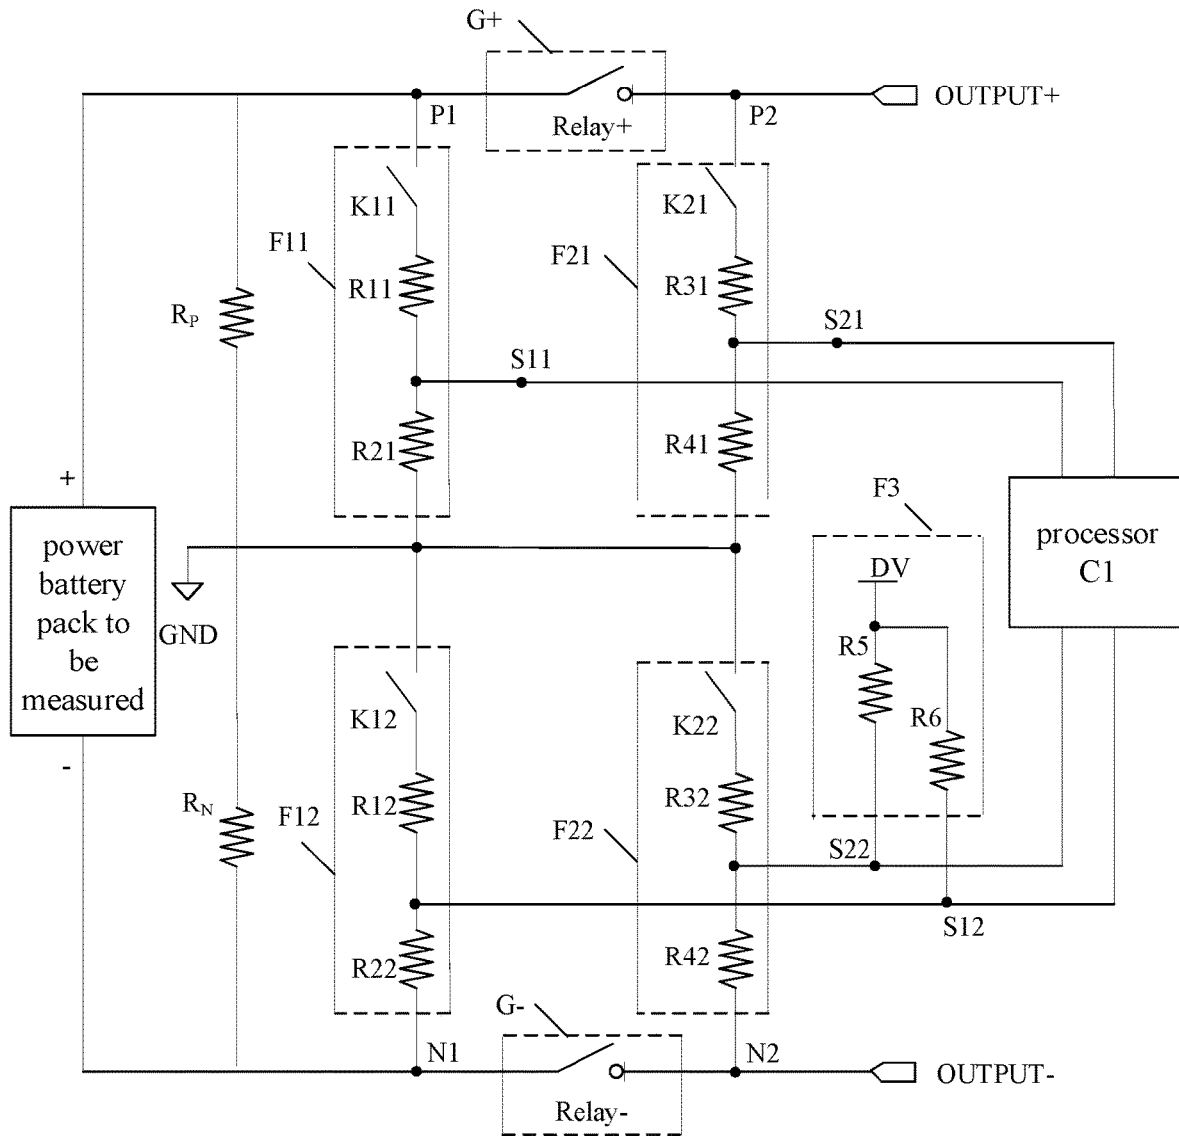 G+
OUTPUT+
P1
P2
Relay+
K11
K21
F11
F21
R11
R31
RP
S21
S11
R21
R41
+
F3
power
battery
pack to
be
measured
processor
C1
DV
GND
R5
K12
K22
R6
-
RN
R12
R32
F12
F22
S22
S12
R22
R42
G-
N1
N2
OUTPUT-
Relay-